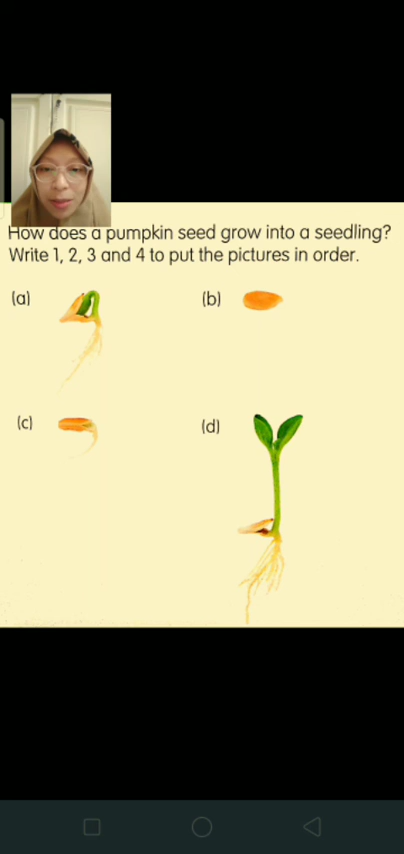 How does a pumpkin seed grow into a seedling?
Write 1, 2, 3 and 4 to put the pictures in order.
(a)
(b)
(c)
(d)